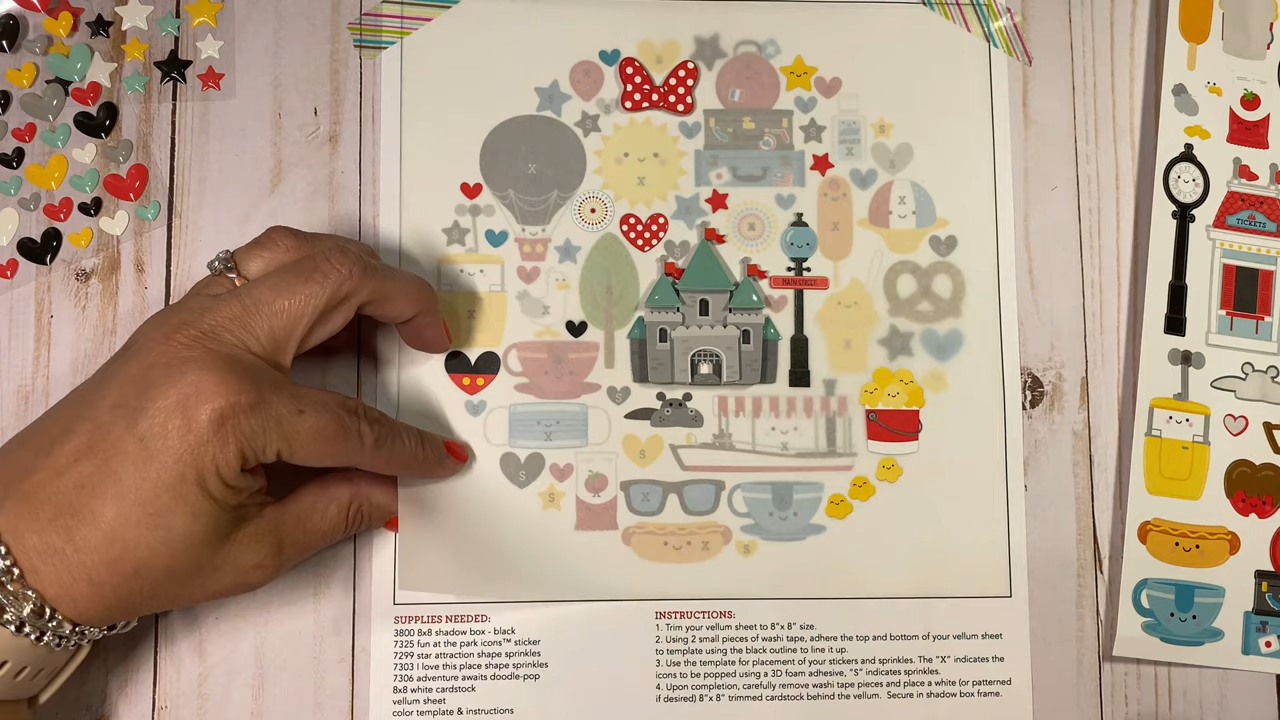 TICKETS
MAIN STREET
S
S
X
X
X
S
X
X
X
X
S
S
X
S
X
X
S
S
S
X
X
S
SUPPLIES NEEDED:
3800 8x8 shadow box - black
7325 fun at the park icons™ sticker
7299 star attraction shape sprinkles
7303 I love this place shape sprinkles
7306 adventure awaits doodle-pop
8x8 white cardstock
vellum sheet
color template & instructions
INSTRUCTIONS:
1. Trim your vellum sheet to 8"x 8" size.
2. Using 2 small pieces of washi tape, adhere the top and bottom of your vellum sheet
to template using the black outline to line it up.
3. Use the template for placement of your stickers and sprinkles. The "X" indicates the
icons to be popped using a 3D foam adhesive, "S" indicates sprinkles.
4. Upon completion, carefully remove washi tape pieces and place a white (or patterned
if desired) 8"x 8" trimmed cardstock behind the vellum. Secure in shadow box frame.